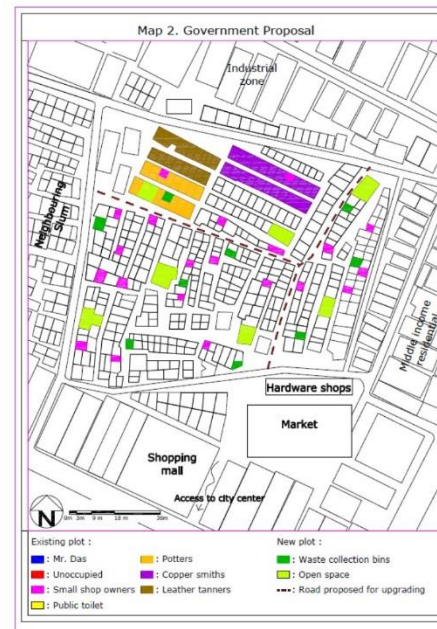 Map 2. Government Proposal
Industrial
zone
Neighbouring
Slum
Middle income
residential
Hardware shops
Market
Shopping
mall
Access to city center
N
0m 3m 9 m 18 m 36m
Existing plot :
: Mr. Das
: Unoccupied
: Small shop owners
: Public toilet
: Potters
: Copper smiths
: Leather tanners
New plot :
: Waste collection bins
: Open space
: Road proposed for upgrading